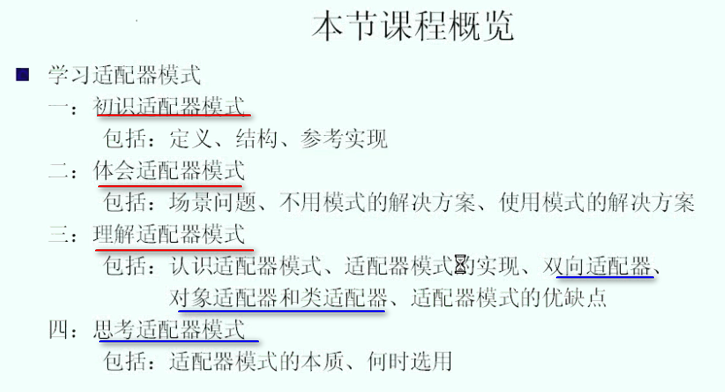 本节课程概览
学习适配器模式
一：初识适配器模式
包括：定义、结构、参考实现
二：体会适配器模式
包括：场景问题、不用模式的解决方案、使用模式的解决方案
三：理解适配器模式
包括：认识适配器模式、适配器模式的实现、双向适配器、
对象适配器和类适配器、适配器模式的优缺点
四：思考适配器模式
包括：适配器模式的本质、何时选用